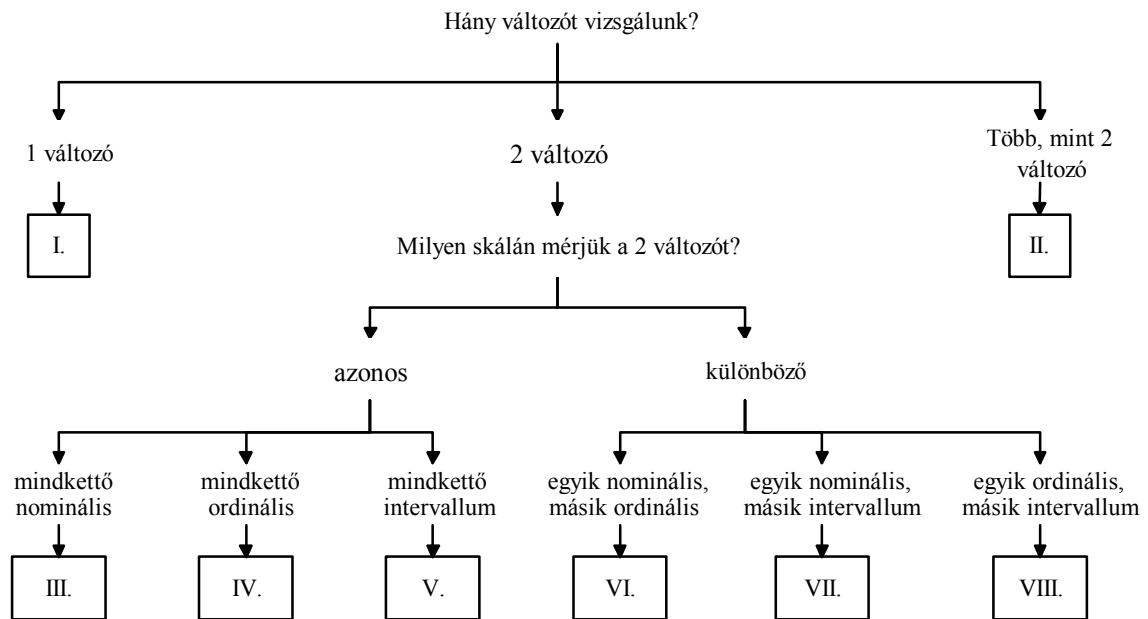 Hány változót vizsgálunk?
1 változó
2 változó
Több, mint 2
változó
I.
Milyen skálán mérjük a 2 változót?
II.
azonos
különböző
mindkettő
nominális
mindkettő
ordinális
mindkettő
intervallum
egyik nominális,
másik ordinális
egyik nominális,
másik intervallum
egyik ordinális,
másik intervallum
III.
IV.
V.
VI.
VII.
VIII.